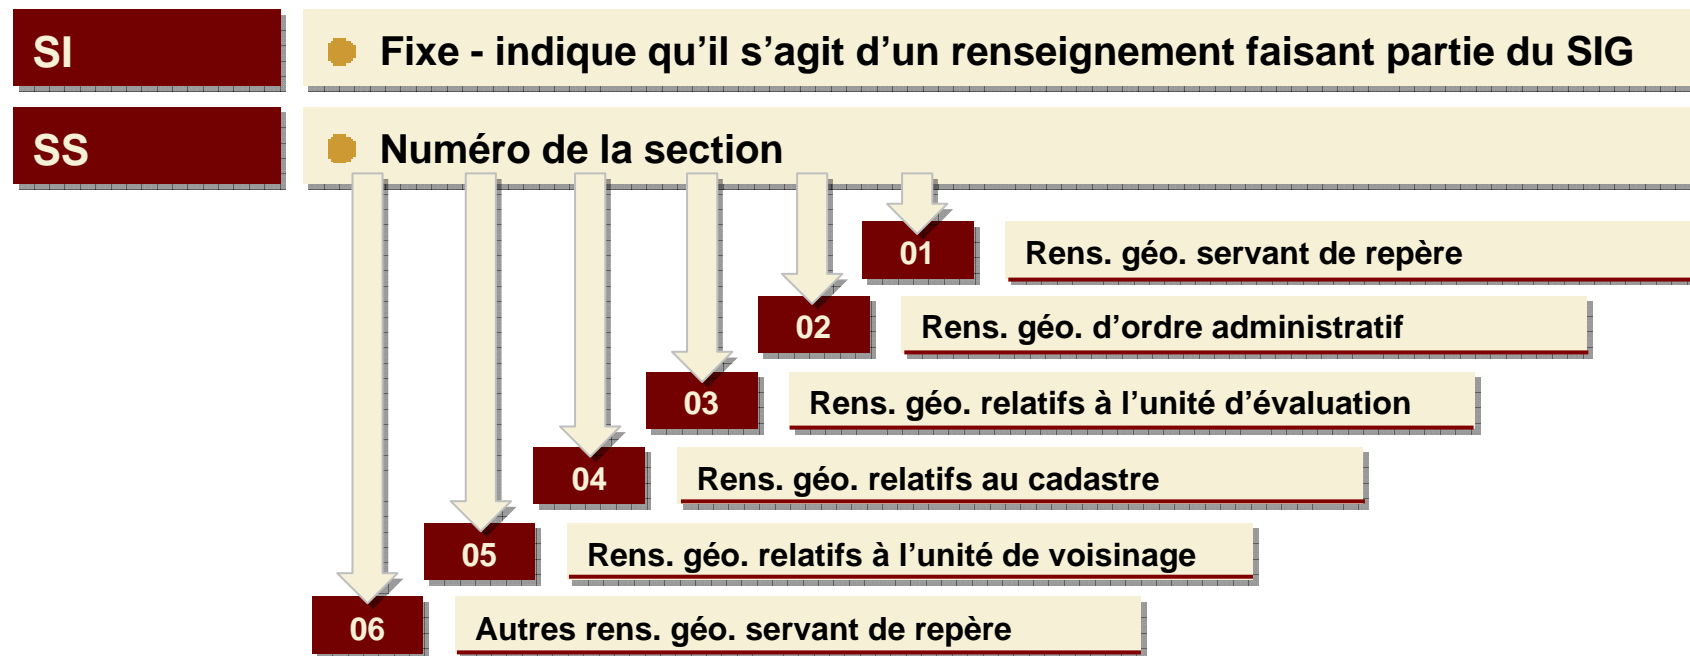 SI
Fixe - indique qu’il s’agit d’un renseignement faisant partie du SIG
SS
Numéro de la section
01
Rens. géo. servant de repère
02
Rens. géo. d’ordre administratif
03
Rens. géo. relatifs à l’unité d’évaluation
04
Rens. géo. relatifs au cadastre
05
Rens. géo. relatifs à l’unité de voisinage
06
Autres rens. géo. servant de repère